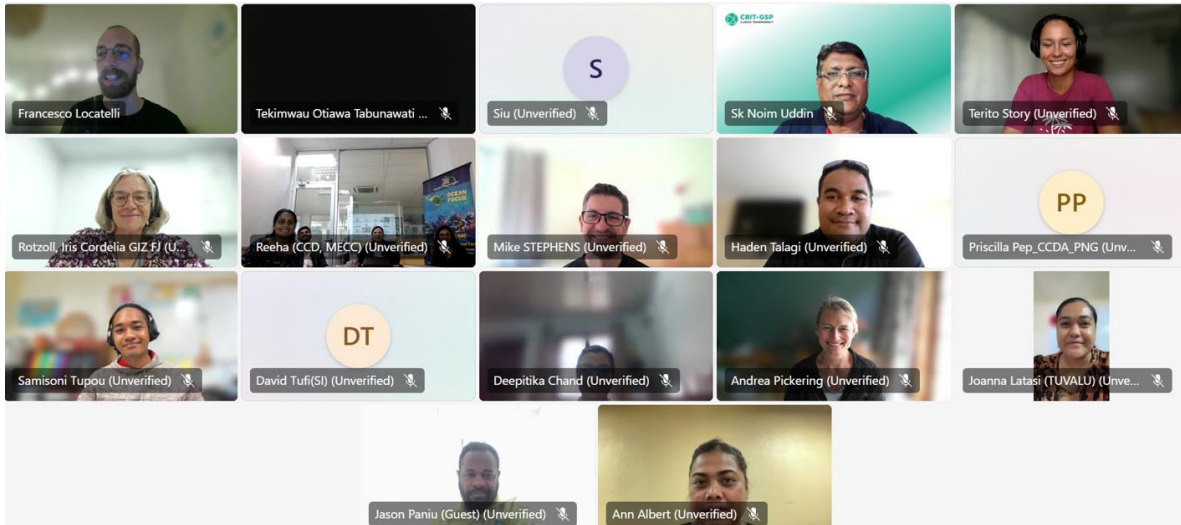 CBIT-GSP
CLIMATE TRANSPARENCY
Francesco Locatelli
Tekimwau Otiawa Tabunawati ...
S
Siu (Unverified)
Sk Noim Uddin
Terito Story (Unverified)
OCEAN
FOCUS
Rotzoll, Iris Cordelia GIZ FJ (U...
Reeha (CCD, MECC) (Unverified)
Mike STEPHENS (Unverified)
Haden Talagi (Unverified)
PP
Priscilla Pep_CCDA_PNG (Unv...
Samisoni Tupou (Unverified)
DT
David Tufi(SI) (Unverified)
Deepitika Chand (Unverified)
Andrea Pickering (Unverified)
Joanna Latasi (TUVALU) (Unve...
Jason Paniu (Guest) (Unverified)
Ann Albert (Unverified)